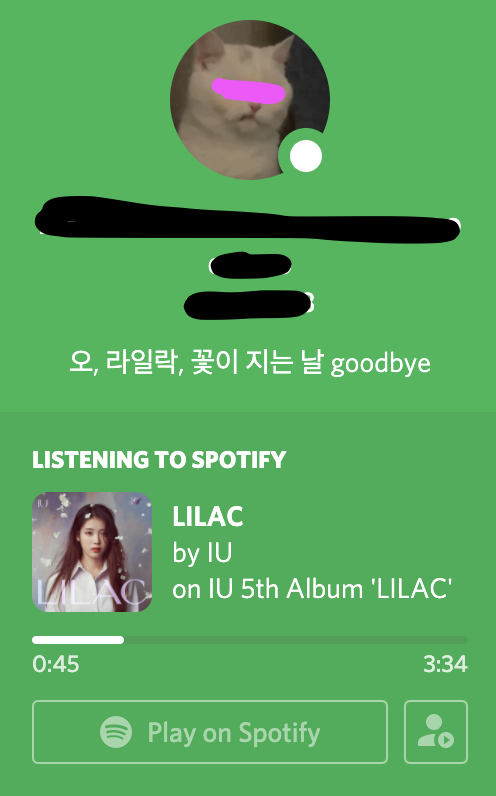 오, 라일락, 꽃이 지는 날 goodbye
LISTENING TO SPOTIFY
IU
LILAC
LILAC
by IU
on IU 5th Album 'LILAC'
0:45
3:34
Play on Spotify